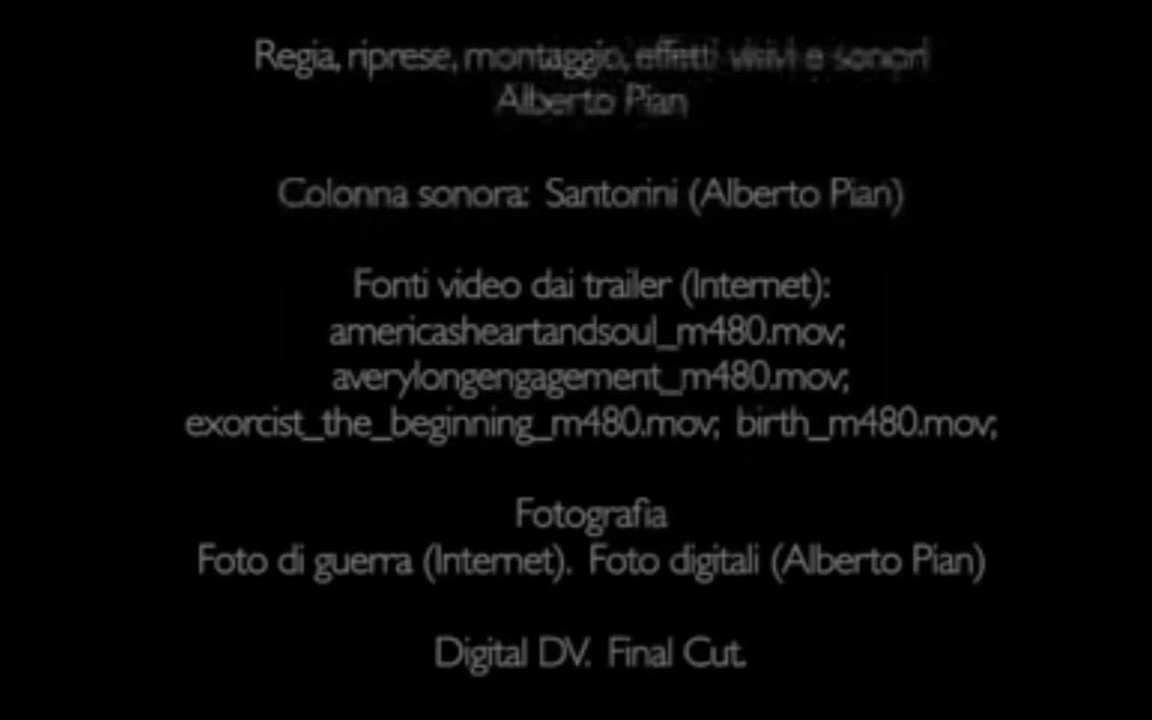 Regia, riprese, montaggio, effetti visivi e sonori
Alberto Pian
Colonna sonora: Santorini (Alberto Pian)
Fonti video dai trailer (Internet):
americasheartandsoul_m480.mov;
averylongengagement_m480.mov;
exorcist_the_beginning_m480.mov; birth_m480.mov;
Fotografia
Foto di guerra (Internet). Foto digitali (Alberto Pian)
Digital DV. Final Cut.